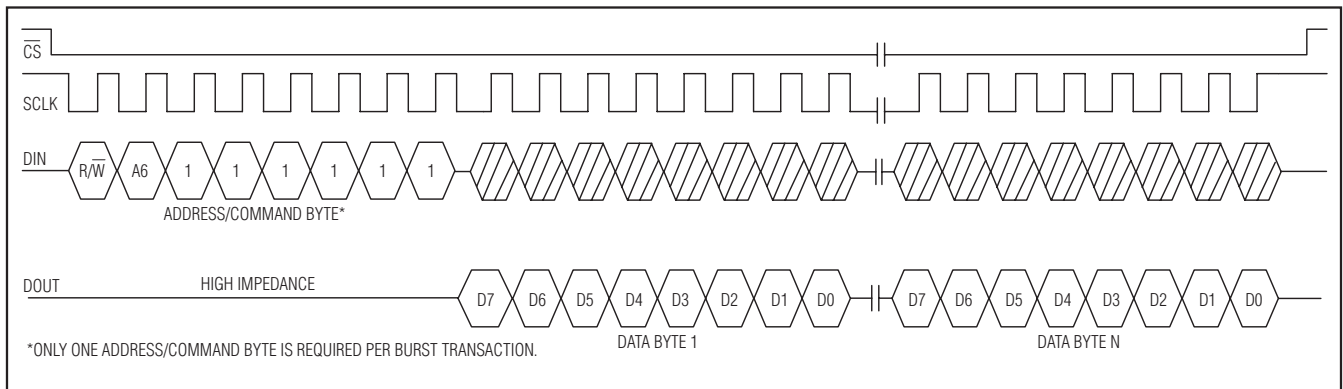 CS
SCLK
DIN R/W A6 1 1 1 1 1 1
ADDRESS/COMMAND BYTE*
DOUT HIGH IMPEDANCE D7 D6 D5 D4 D3 D2 D1 D0 D7 D6 D5 D4 D3 D2 D1 D0
DATA BYTE 1 DATA BYTE N
*ONLY ONE ADDRESS/COMMAND BYTE IS REQUIRED PER BURST TRANSACTION.